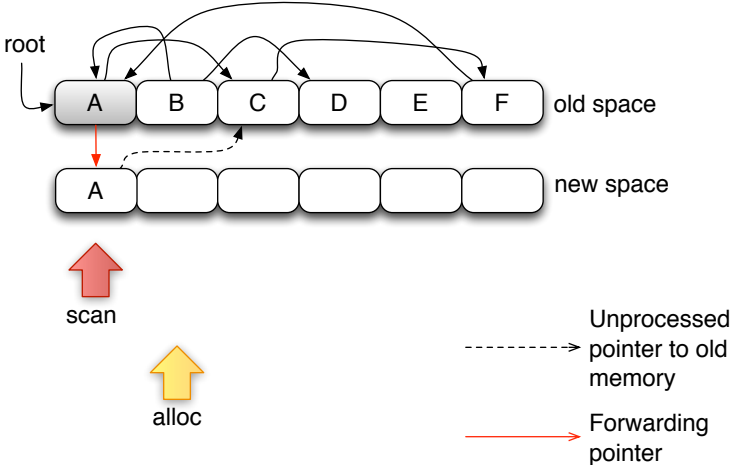 root
A B C D E F
old space
A
new space
scan
alloc
Unprocessed
pointer to old
memory
Forwarding
pointer